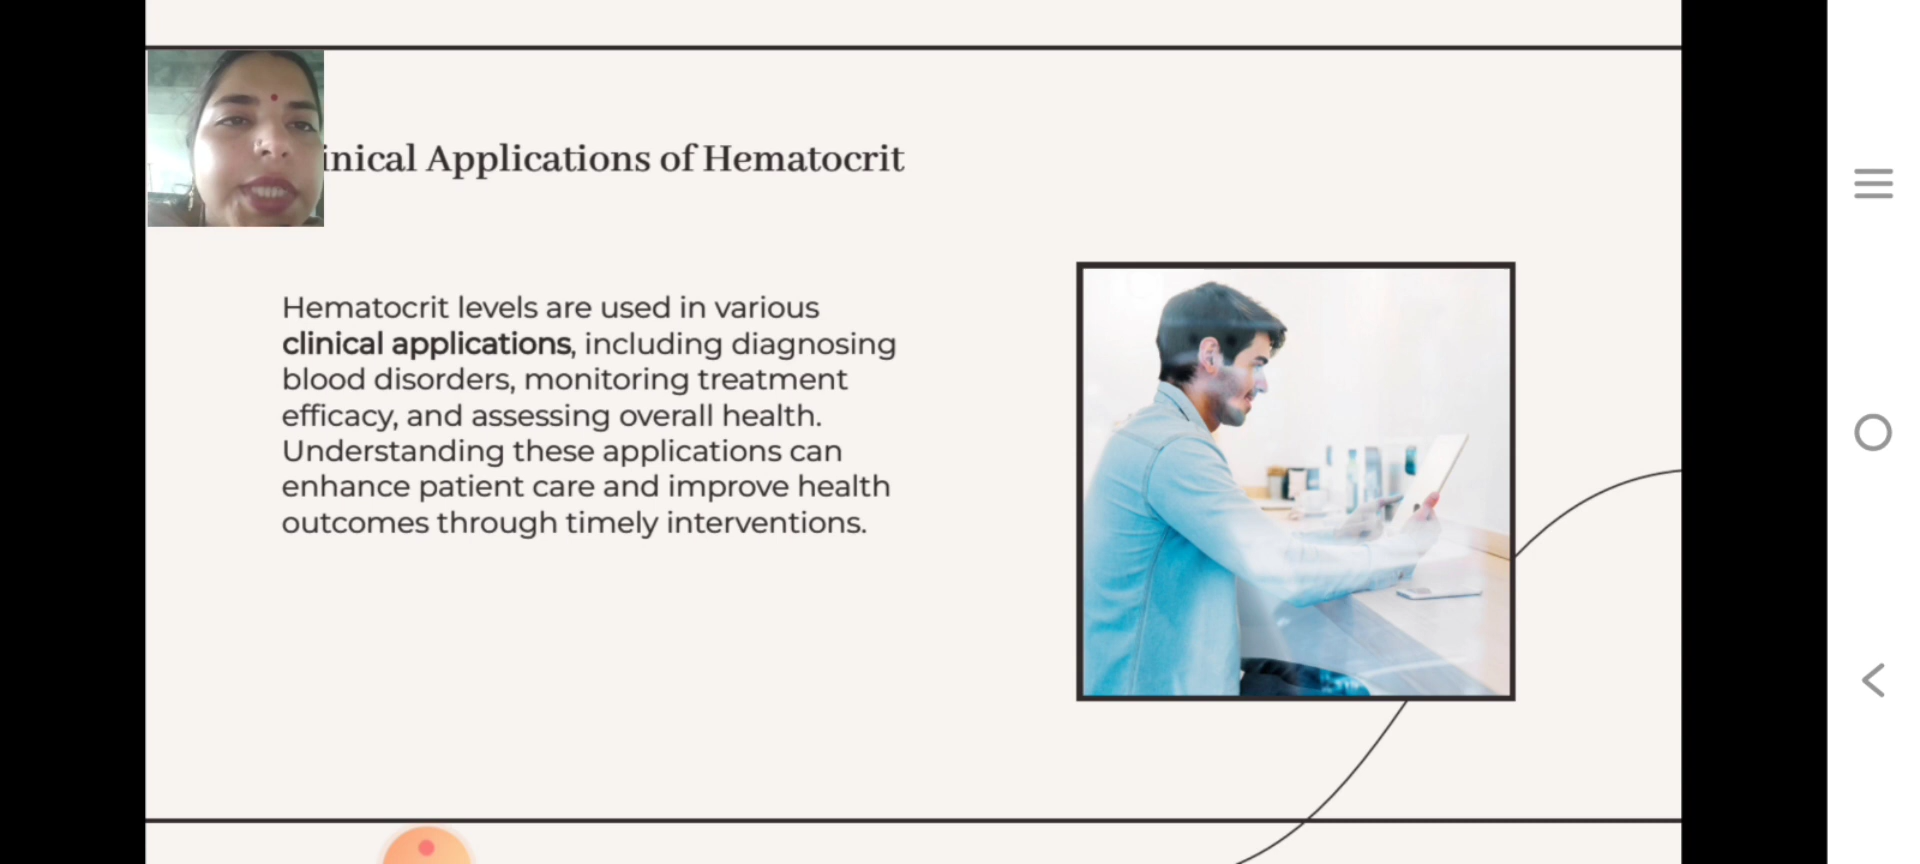 inical Applications of Hematocrit
Hematocrit levels are used in various
clinical applications, including diagnosing
blood disorders, monitoring treatment
efficacy, and assessing overall health.
Understanding these applications can
enhance patient care and improve health
outcomes through timely interventions.